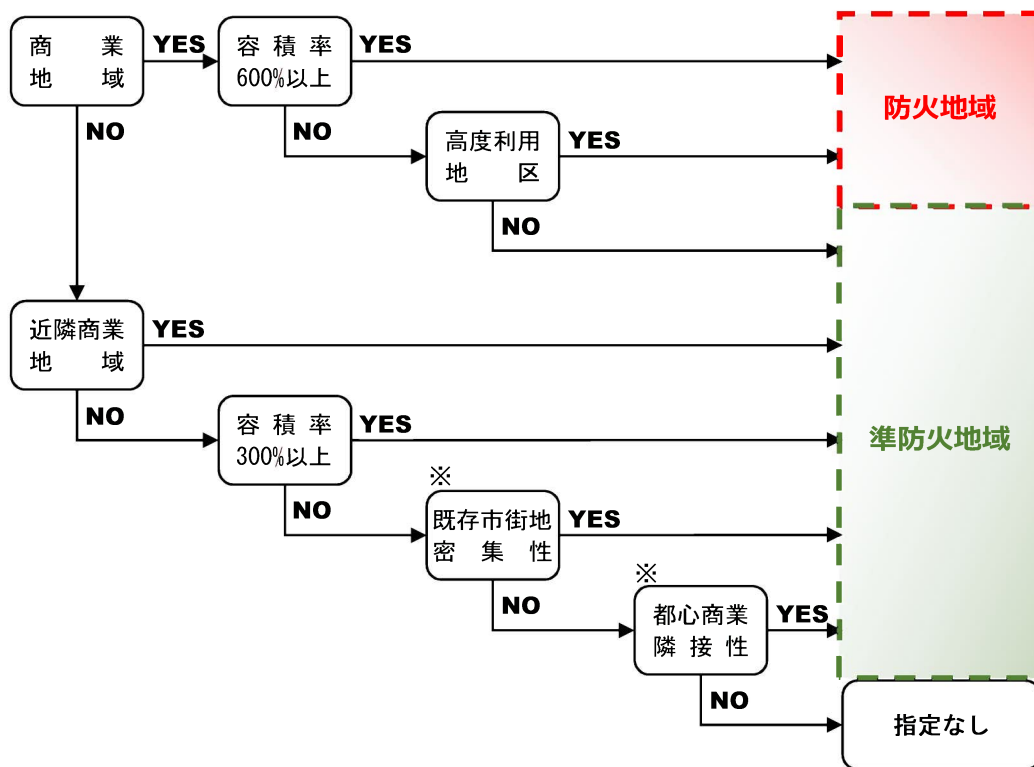 商業
地域
YES
容積率
600%以上
YES
防火地域
NO
NO
高度利用
地区
YES
NO
近隣商業
地域
YES
NO
容積率
300%以上
YES
準防火地域
※
NO
既存市街地
密集性
YES
※
NO
都心商業
隣接性
YES
NO
指定なし